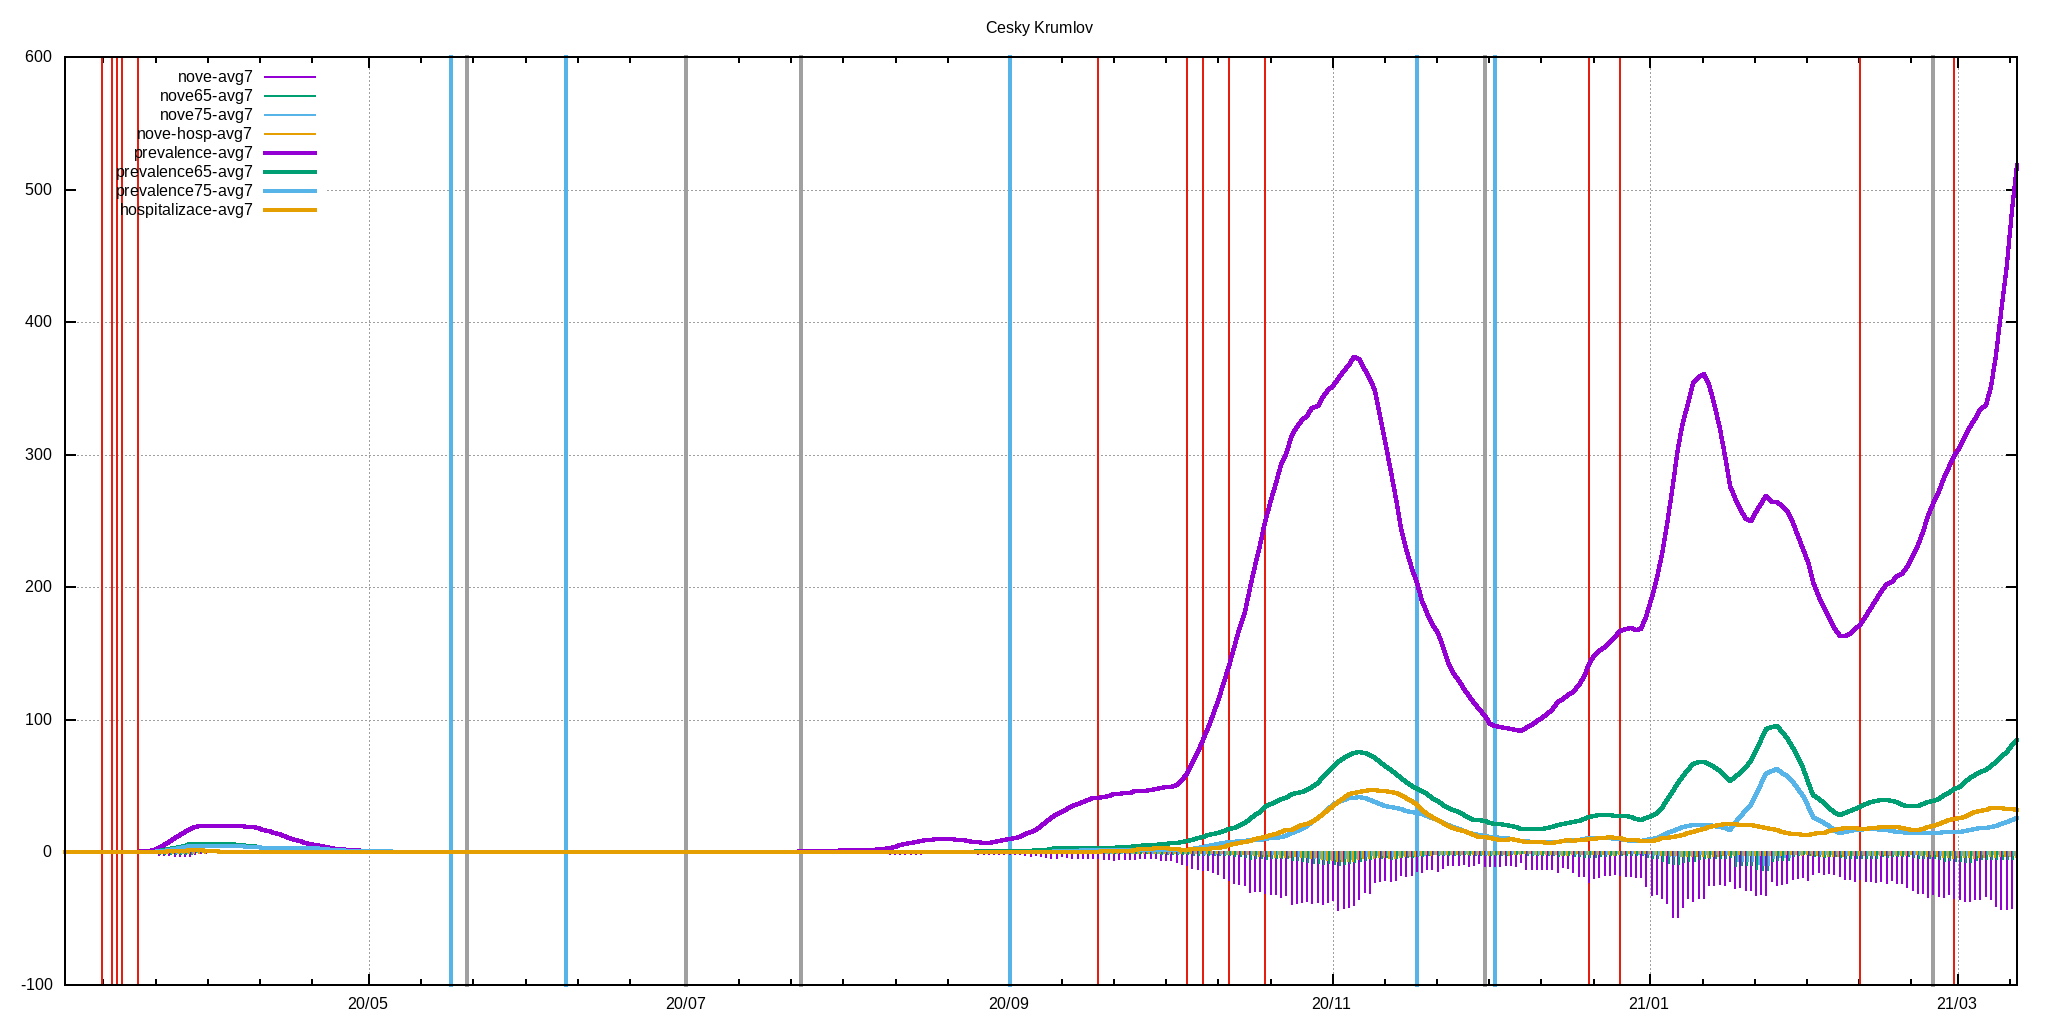 Cesky Krumlov
600
500
400
300
200
100
0
-100
nove-avg7
nove65-avg7
nove75-avg7
nove-hosp-avg7
prevalence-avg7
prevalence65-avg7
prevalence75-avg7
hospitalizace-avg7
20/05 20/07 20/09 20/11 21/01 21/03